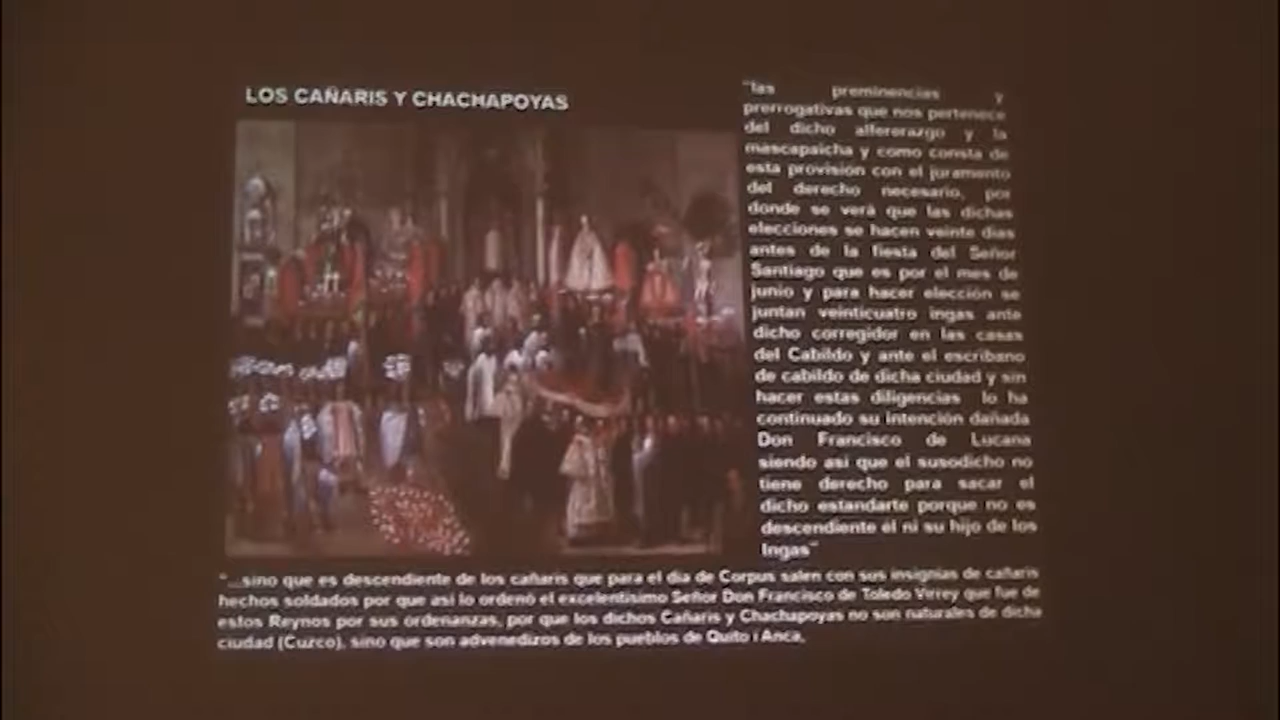 LOS CAÑARIS Y CHACHAPOYAS
"las preminencias y
prerrogativas que nos pertenece
del dicho alfererazgo y la
mascapaicha y como consta de
esta provisión con el juramento
del derecho necesario, por
donde se verá que las dichas
elecciones se hacen veinte dias
antes de la fiesta del Señor
Santiago que es por el mes de
junio y para hacer elección se
juntan veinticuatro ingas ante
dicho corregidor en las casas
del Cabildo y ante el escribano
de cabildo de dicha ciudad y sin
hacer estas diligencias lo ha
continuado su intención dañada
Don Francisco de Lucana
siendo asi que el susodicho no
tiene derecho para sacar el
dicho estandarte porque no es
descendiente el ni su hijo de los
Ingas"
"...sino que es descendiente de los cañaris que para el dia de Corpus salen con sus insignias de cañaris
hechos soldados por que asi lo ordenó el excelentisimo Señor Don Francisco de Toledo Virrey que fue de
estos Reynos por sus ordenanzas, por que los dichos Cañaris y Chachapoyas no son naturales de dicha
ciudad (Cuzco), sino que son advenedizos de los pueblos de Quito i Anca,